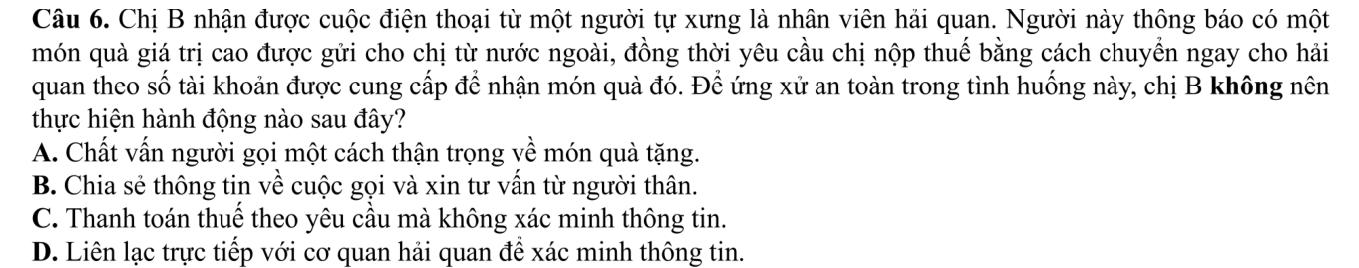 Câu 6. Chị B nhận được cuộc điện thoại từ một người tự xưng là nhân viên hải quan. Người này thông báo có một
món quà giá trị cao được gửi cho chị từ nước ngoài, đồng thời yêu cầu chị nộp thuế bằng cách chuyển ngay cho hải
quan theo số tài khoản được cung cấp để nhận món quà đó. Để ứng xử an toàn trong tình huống này, chị B không nên
thực hiện hành động nào sau đây?
A. Chất vấn người gọi một cách thận trọng về món quà tặng.
B. Chia sẻ thông tin về cuộc gọi và xin tư vấn từ người thân.
C. Thanh toán thuế theo yêu cầu mà không xác minh thông tin.
D. Liên lạc trực tiếp với cơ quan hải quan để xác minh thông tin.